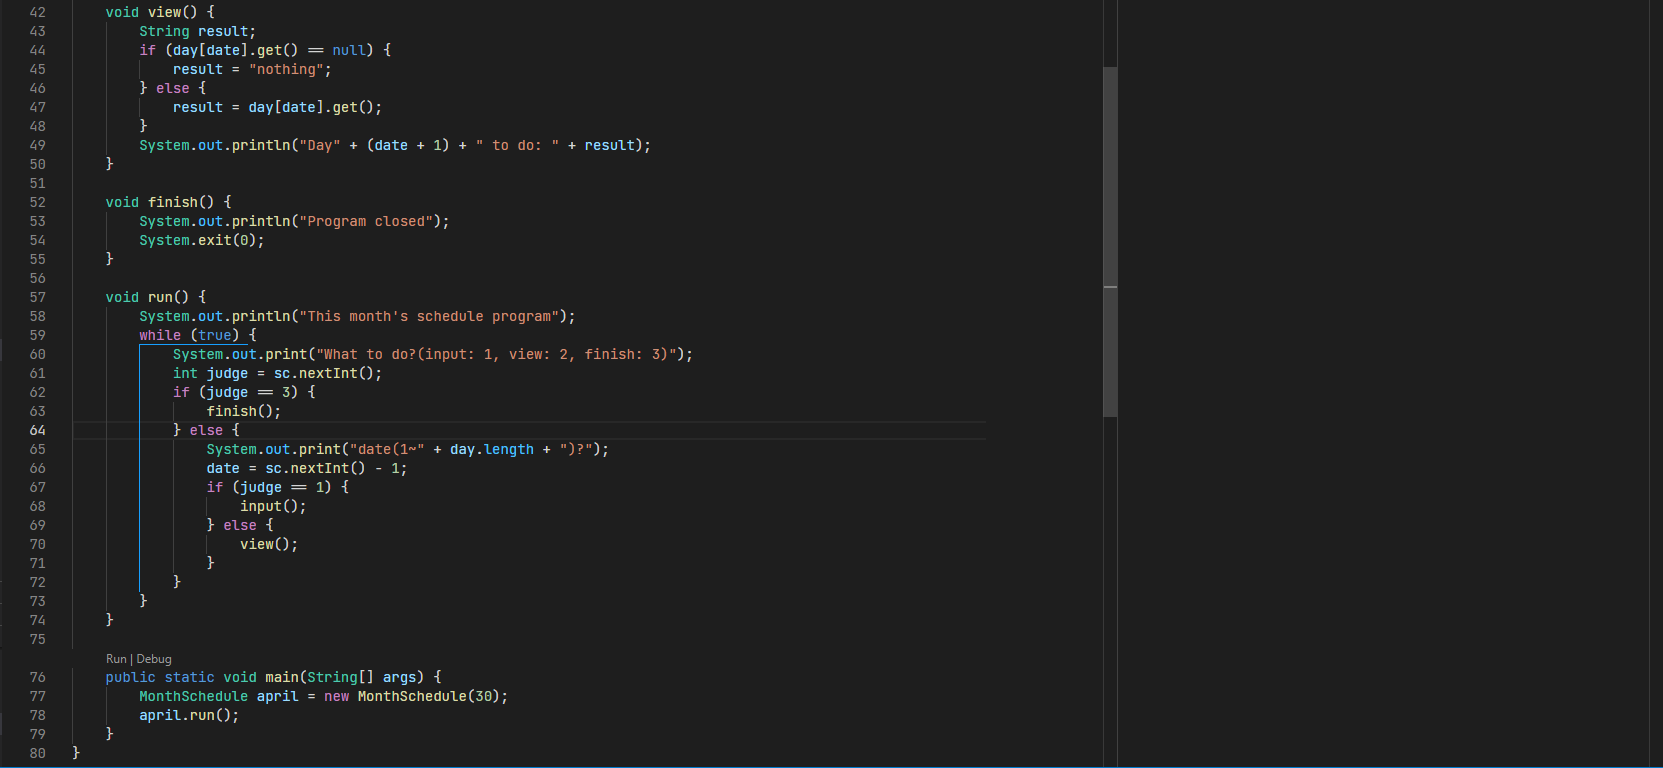 42 void view() {
43 String result;
44 if (day[date].get() == null) {
45 result = "nothing";
46 } else {
47 result = day[date].get();
48 }
49 System.out.println("Day" + (date + 1) + " to do: " + result);
50 }
51
52 void finish() {
53 System.out.println("Program closed");
54 System.exit(0);
55 }
56
57 void run() {
58 System.out.println("This month's schedule program");
59 while (true) {
60 System.out.print("What to do?(input: 1, view: 2, finish: 3)");
61 int judge = sc.nextInt();
62 if (judge == 3) {
63 finish();
64 } else {
65 System.out.print("date(1~" + day.length + ")?");
66 date = sc.nextInt() - 1;
67 if (judge == 1) {
68 input();
69 } else {
70 view();
71 }
72 }
73 }
74 }
75
Run | Debug
76 public static void main(String[] args) {
77 MonthSchedule april = new MonthSchedule(30);
78 april.run();
79 }
80 }